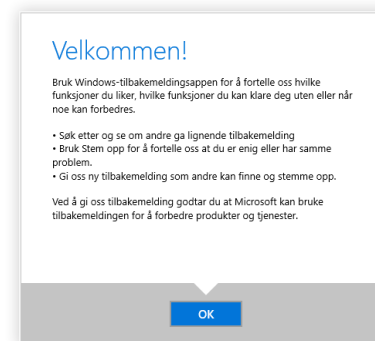 Velkommen!
Bruk Windows-tilbakemeldingsappen for å fortelle oss hvilke
funksjoner du liker, hvilke funksjoner du kan klare deg uten eller når
noe kan forbedres.
• Søk etter og se om andre ga lignende tilbakemelding
• Bruk Stem opp for å fortelle oss at du er enig eller har samme
problem.
• Gi oss ny tilbakemelding som andre kan finne og stemme opp.
Ved å gi oss tilbakemelding godtar du at Microsoft kan bruke
tilbakemeldingen for å forbedre produkter og tjenester.
OK